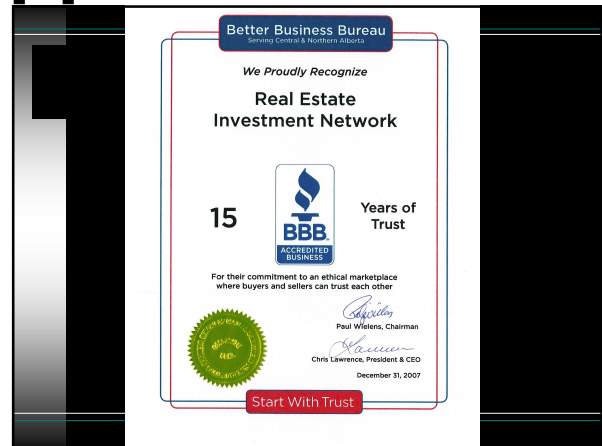 Better Business Bureau
Serving Central & Northern Alberta
We Proudly Recognize
Real Estate
Investment Network
15
BBB
ACCREDITED
BUSINESS
Years of
Trust
For their commitment to an ethical marketplace
where buyers and sellers can trust each other
Paul Wielens, Chairman
Chris Lawrence, President & CEO
December 31, 2007
Start With Trust